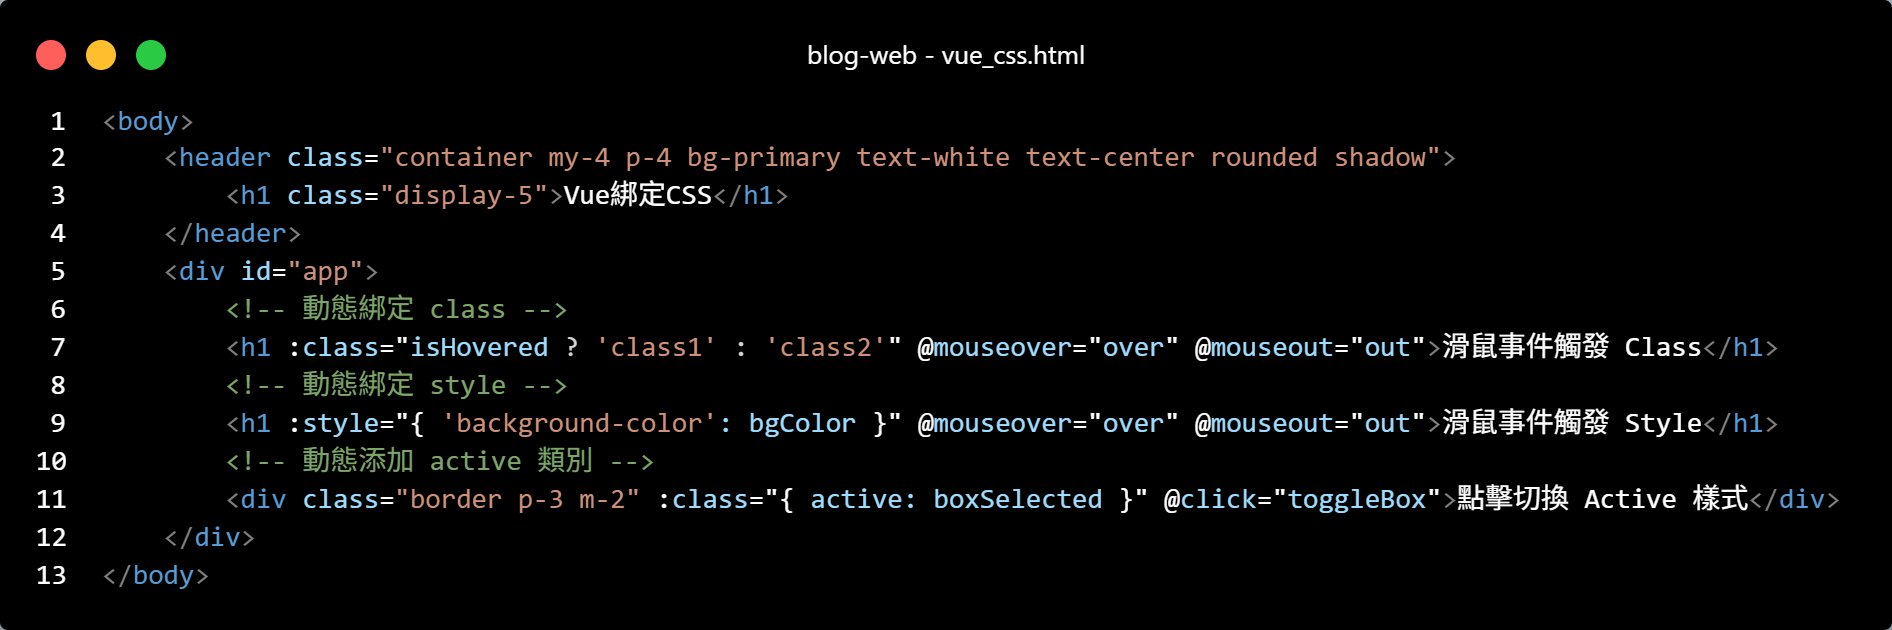 blog-web - vue_css.html
1 <body>
2     <header class="container my-4 p-4 bg-primary text-white text-center rounded shadow">
3         <h1 class="display-5">Vue綁定CSS</h1>
4     </header>
5     <div id="app">
6         <!-- 動態綁定 class -->
7         <h1 :class="isHovered ? 'class1' : 'class2'" @mouseover="over" @mouseout="out">滑鼠事件觸發 Class</h1>
8         <!-- 動態綁定 style -->
9         <h1 :style="{ 'background-color': bgColor }" @mouseover="over" @mouseout="out">滑鼠事件觸發 Style</h1>
10         <!-- 動態添加 active 類別 -->
11         <div class="border p-3 m-2" :class="{ active: boxSelected }" @click="toggleBox">點擊切換 Active 樣式</div>
12     </div>
13 </body>